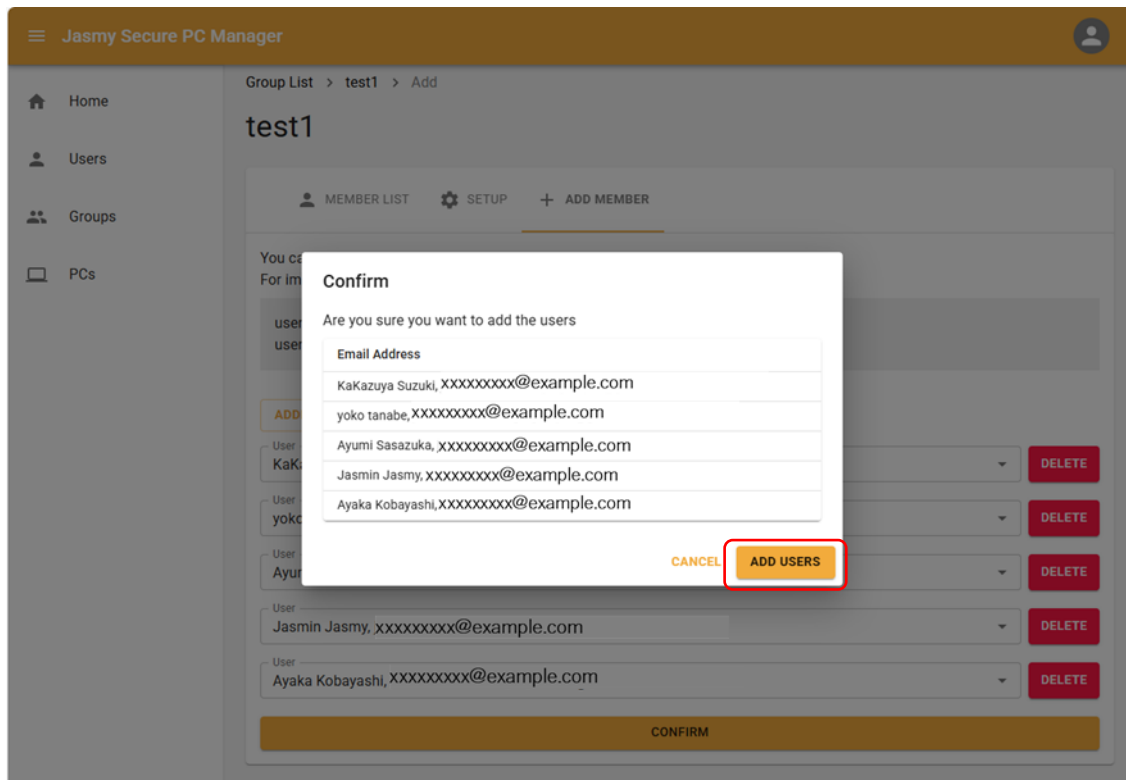 Jasmy Secure PC Manager
Group List > test1 > Add
Home
test1
Users
MEMBER LIST
SETUP
+ ADD MEMBER
Groups
PCs
You
For
Confirm
Are you sure you want to add the users
Email Address
KaKazuya Suzuki, xxxxxxxxx@example.com
yoko tanabe, xxxxxxxxx@example.com
Ayumi Sasazuka, xxxxxxxxx@example.com
Jasmin Jasmy, xxxxxxxxx@example.com
Ayaka Kobayashi, xxxxxxxxx@example.com
CANCEL
ADD USERS
user
user
ADD
User
KaK
DELETE
User
yoko
DELETE
User
Ayu
DELETE
User
Jasmin Jasmy, xxxxxxxxx@example.com
DELETE
User
Ayaka Kobayashi, xxxxxxxxx@example.com
DELETE
CONFIRM